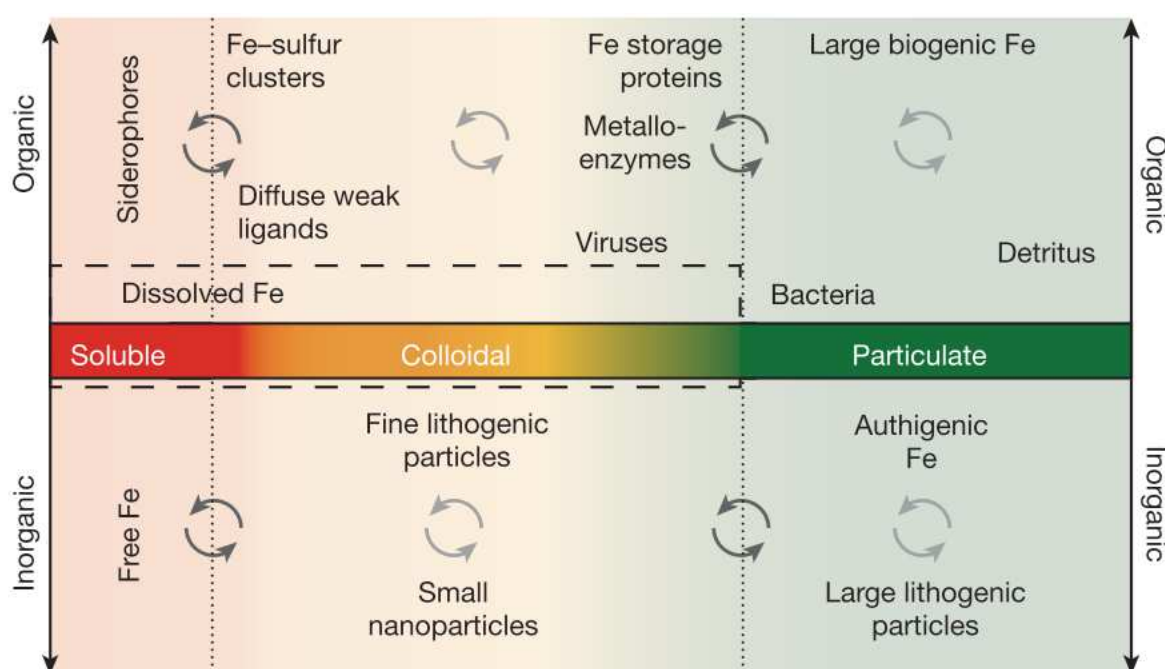 Organic
Siderophores
Fe–sulfur
clusters
Fe storage
proteins
Large biogenic Fe
Metallo-
enzymes
Diffuse weak
ligands
Viruses
Detritus
Organic
Dissolved Fe
Bacteria
Soluble
Colloidal
Particulate
Inorganic
Free Fe
Fine lithogenic
particles
Authigenic
Fe
Small
nanoparticles
Large lithogenic
particles
Inorganic